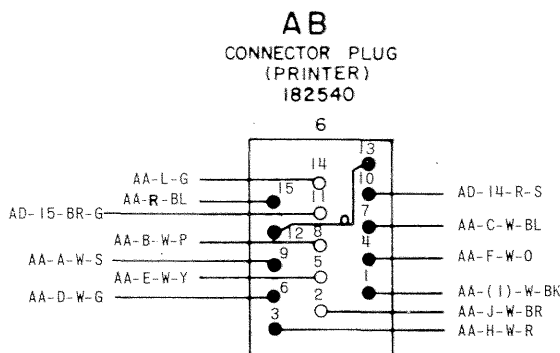 AB
CONNECTOR PLUG
(PRINTER)
182540
6
13
14
10
AA-L-G
15
AA-R-BL
11
AD-14-R-S
AD-15-BR-G
7
12
8
AA-C-W-BL
AA-B-W-P
4
9
AA-A-W-S
5
AA-F-W-O
AA-E-W-Y
6
1
AA-D-W-G
2
AA-(1)-W-BK
AA-J-W-BR
3
AA-H-W-R